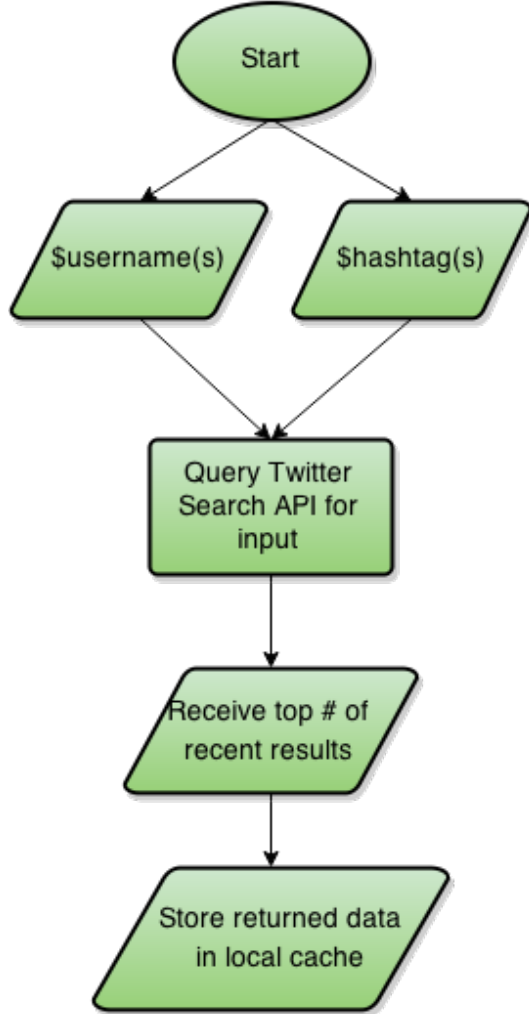 Start
$username(s)
$hashtag(s)
Query Twitter
Search API for
input
Receive top # of
recent results
Store returned data
in local cache